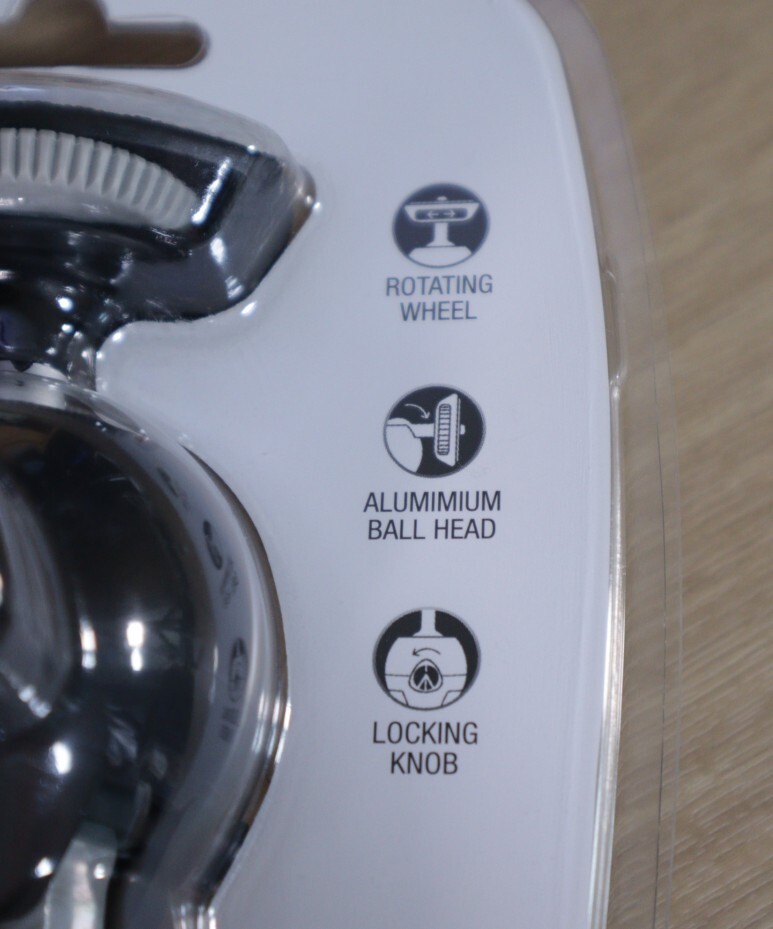 ROTATING
WHEEL
ALUMIMIUM
BALL HEAD
LOCKING
KNOB